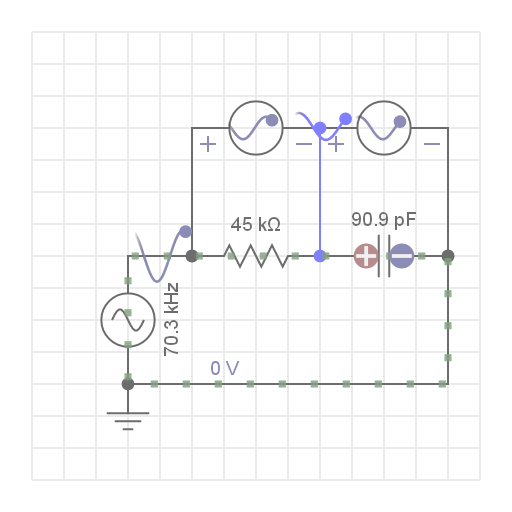 + − + −
45 kΩ
90.9 pF
70.3 kHz
0 V